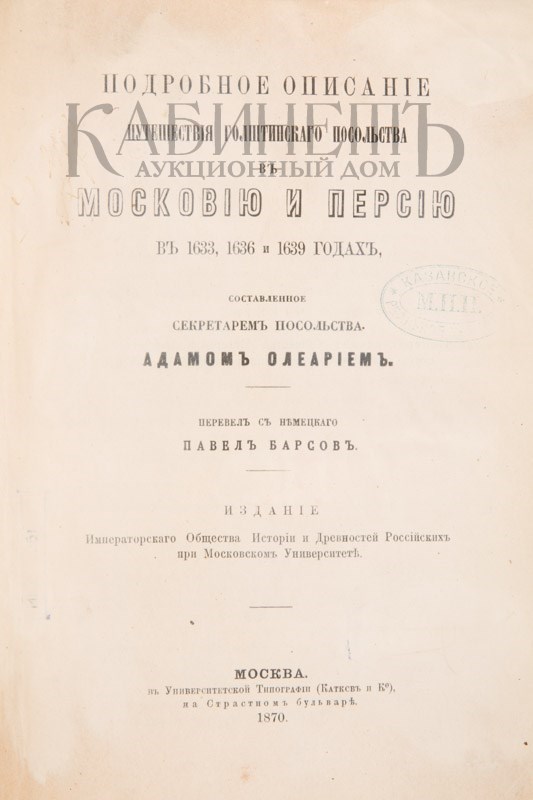 ПОДРОБНОЕ ОПИСАНІЕ
КАБИНЕТЪ
ПУТЕШЕСТВІЯ ГОЛШТИНСКАГО ПОСОЛЬСТВА
АУКЦИОННЫЙ ДОМ
ВЪ
МОСКОВІЮ И ПЕРСІЮ
ВЪ 1633, 1636 и 1639 ГОДАХЪ,
СОСТАВЛЕННОЕ
СЕКРЕТАРЕМЪ ПОСОЛЬСТВА.
АДАМОМЪ ОЛЕАРІЕМЪ.
КАЗАНСКО
М.П.П.
ПЕРЕВЕЛЪ СЪ НѢМЕЦКАГО
ПАВЕЛЪ БАРСОВЪ.
ИЗДАНІЕ
Императорскаго Общества Исторіи и Древностей Россійскихъ
при Московскомъ Университетѣ.
МОСКВА.
въ Университетской Типографіи (Катковъ и К⁰),
на Страстномъ бульварѣ.
1870.